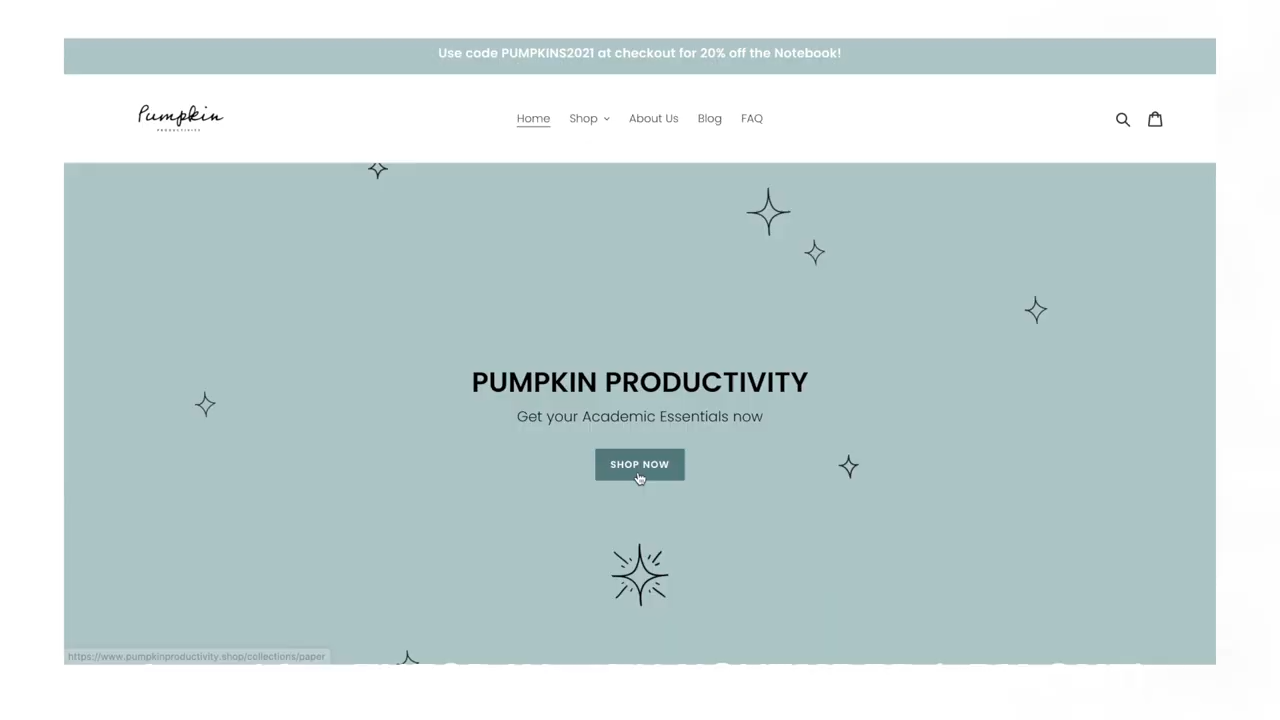 Use code PUMPKINS2021 at checkout for 20% off the Notebook!
Pumpkin
PRODUCTIVITY
Home Shop About Us Blog FAQ
PUMPKIN PRODUCTIVITY
Get your Academic Essentials now
SHOP NOW
https://www.pumpkinproductivity.shop/collections/paper